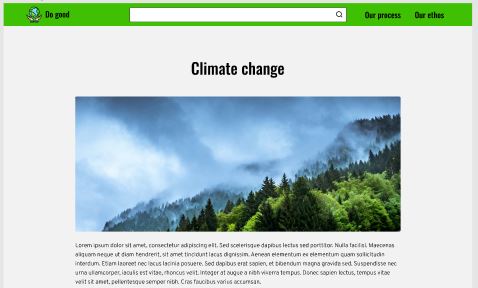 Do good
Our process
Our ethos
Climate change
Lorem ipsum dolor sit amet, consectetur adipiscing elit. Sed scelerisque dapibus lectus sed porttitor. Nulla facilisi. Maecenas
aliquam neque ut diam hendrerit, sit amet tincidunt lacus dignissim. Aenean elementum ex elementum quam sollicitudin
interdum. Etiam laoreet nec lacus lacinia posuere. Sed dapibus erat sapien, et bibendum magna gravida sed. Suspendisse nec
urna ullamcorper, iaculis est vitae, rhoncus velit. Integer at augue a nibh viverra tempus. Donec sapien lectus, tempus vitae
velit sit amet, pellentesque semper nibh. Cras faucibus varius accumsan.